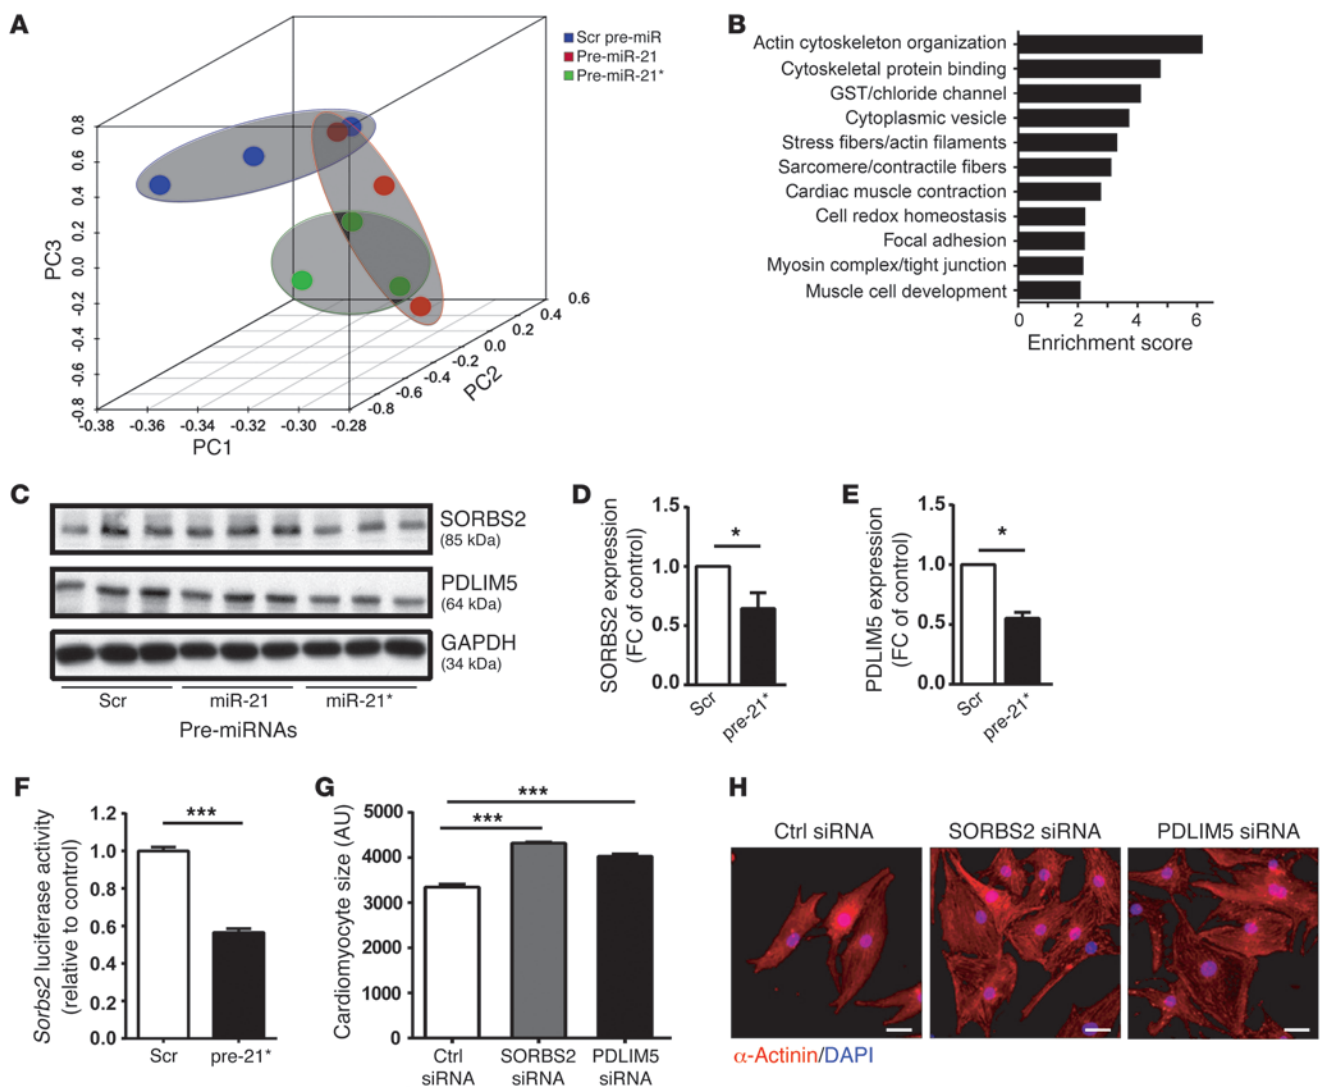 A
Scr pre-miR
Pre-miR-21
Pre-miR-21*
PC3
0.8
0.6
0.4
0.2
0.0
-0.2
-0.4
-0.6
-0.8
-0.38 -0.36 -0.34 -0.32 -0.30 -0.28
PC1
-0.8
-0.6
-0.4
-0.2
0.0
0.2
0.4
0.6
PC2
B
Actin cytoskeleton organization
Cytoskeletal protein binding
GST/chloride channel
Cytoplasmic vesicle
Stress fibers/actin filaments
Sarcomere/contractile fibers
Cardiac muscle contraction
Cell redox homeostasis
Focal adhesion
Myosin complex/tight junction
Muscle cell development
0 2 4 6
Enrichment score
C
SORBS2
(85 kDa)
PDLIM5
(64 kDa)
GAPDH
(34 kDa)
Scr miR-21 miR-21*
Pre-miRNAs
D
SORBS2 expression
(FC of control)
1.5
1.0
0.5
0.0
*
Scr
pre-21*
E
PDLIM5 expression
(FC of control)
1.5
1.0
0.5
0.0
*
Scr
pre-21*
F
Sorbs2 luciferase activity
(relative to control)
1.2
1.0
0.8
0.6
0.4
0.2
0.0
***
Scr pre-21*
G
Cardiomyocyte size (AU)
5000
4000
3000
2000
1000
0
***
***
Ctrl SORBS2 PDLIM5
siRNA siRNA siRNA
H
Ctrl siRNA SORBS2 siRNA PDLIM5 siRNA
α-Actinin/DAPI